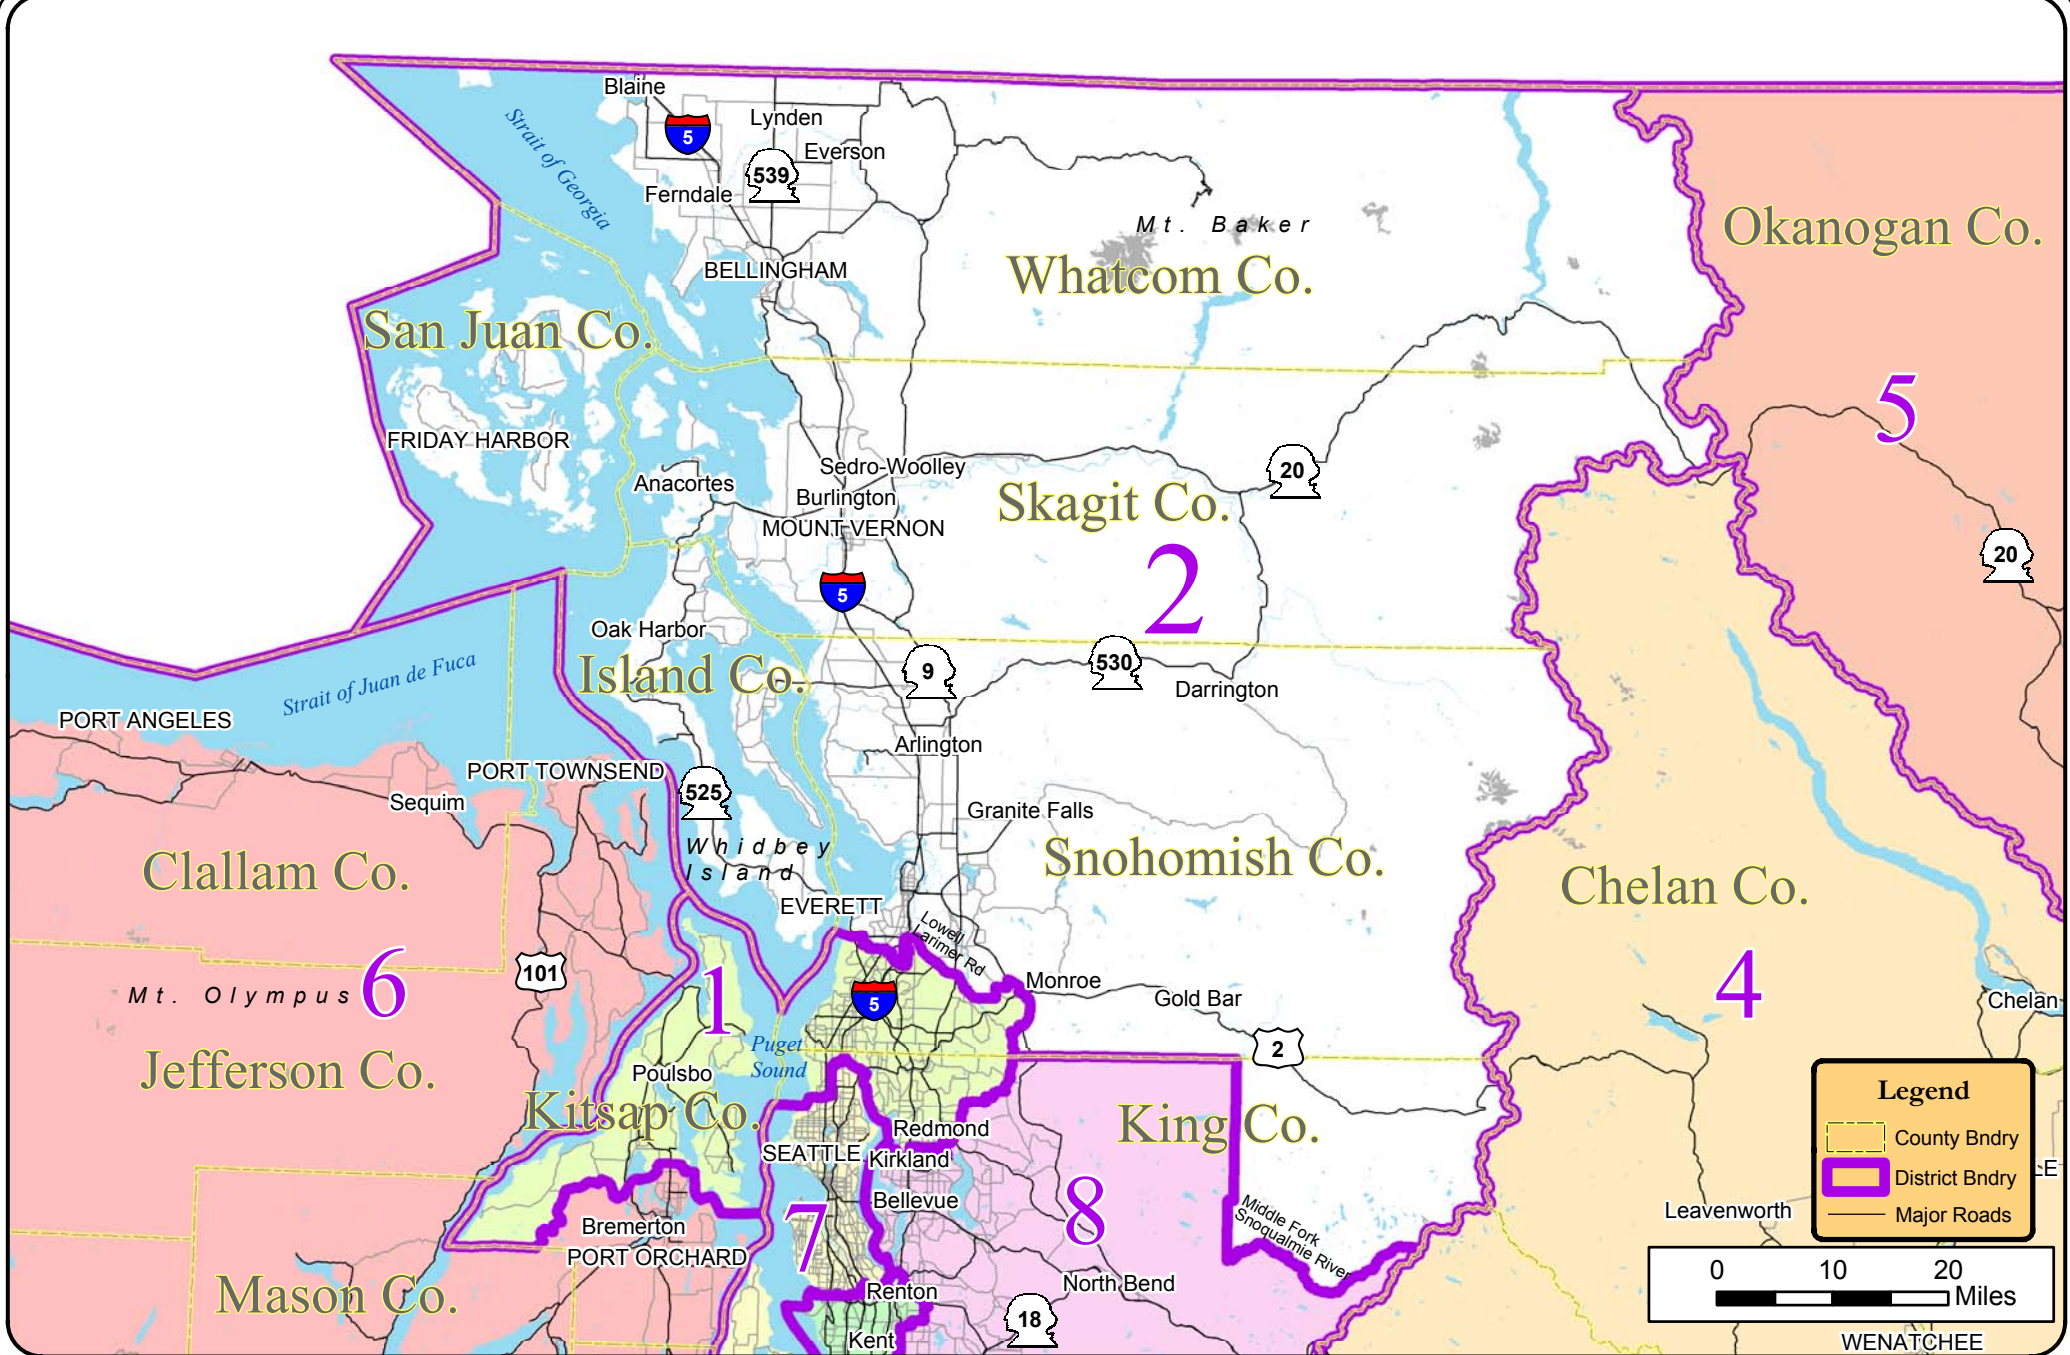 Blaine
5
Lynden
Everson
539
Ferndale
Strait of Georgia
Mt. Baker
Okanogan Co.
BELLINGHAM
Whatcom Co.
San Juan Co.
5
FRIDAY HARBOR
Anacortes
Sedro-Woolley
Burlington
MOUNT VERNON
20
Skagit Co.
20
2
5
Oak Harbor
Island Co.
9
530
Darrington
Strait of Juan de Fuca
PORT ANGELES
Arlington
PORT TOWNSEND
Sequim
525
Granite Falls
Whidbey
Island
Snohomish Co.
Clallam Co.
Chelan Co.
EVERETT
Lowell
Larimer Rd
101
Mt. Olympus
6
1
5
Monroe
Gold Bar
4
Chelan
2
Puget
Sound
Jefferson Co.
Poulsbo
Kitsap Co.
King Co.
Redmond
SEATTLE
Kirkland
Bellevue
7
8
Middle Fork
Snoqualmie River
Bremerton
PORT ORCHARD
Mason Co.
Renton
North Bend
18
Kent
Leavenworth
Legend
County Bndry
District Bndry
Major Roads
LE
0 10 20
Miles
WENATCHEE